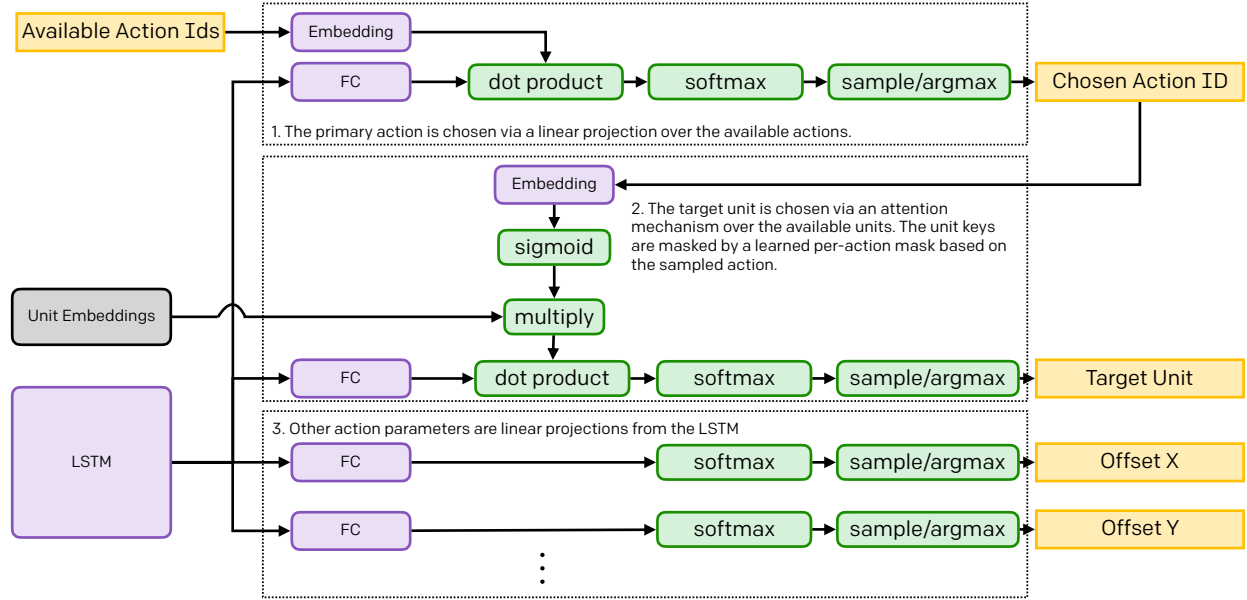 Available Action Ids
Embedding
FC
dot product
softmax
sample/argmax
Chosen Action ID
1. The primary action is chosen via a linear projection over the available actions.
Embedding
2. The target unit is chosen via an attention
mechanism over the available units. The unit keys
are masked by a learned per-action mask based on
the sampled action.
sigmoid
Unit Embeddings
multiply
FC
dot product
softmax
sample/argmax
Target Unit
LSTM
3. Other action parameters are linear projections from the LSTM
FC
softmax
sample/argmax
Offset X
FC
softmax
sample/argmax
Offset Y